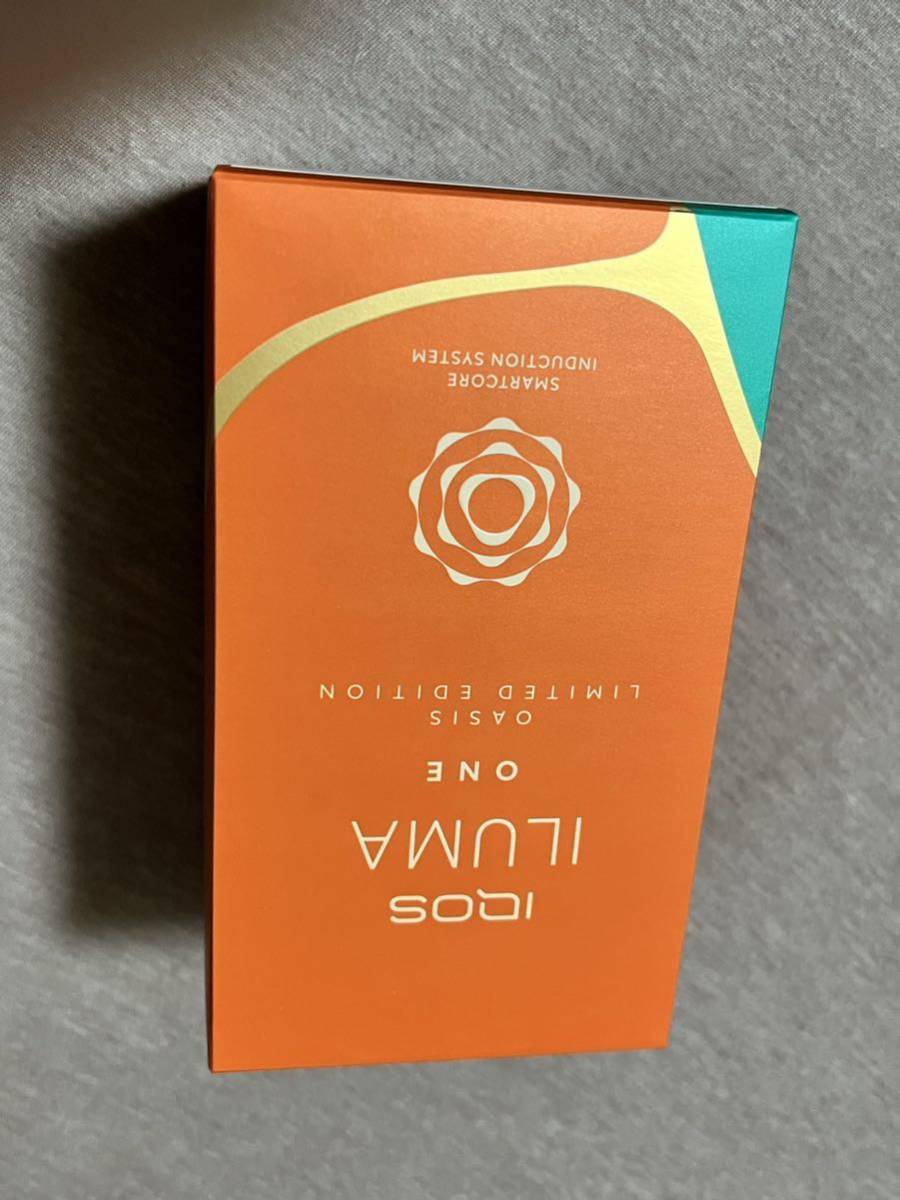 IQOS
ILUMA
ONE
OASIS
LIMITED EDITION
SMARTCORE
INDUCTION SYSTEM